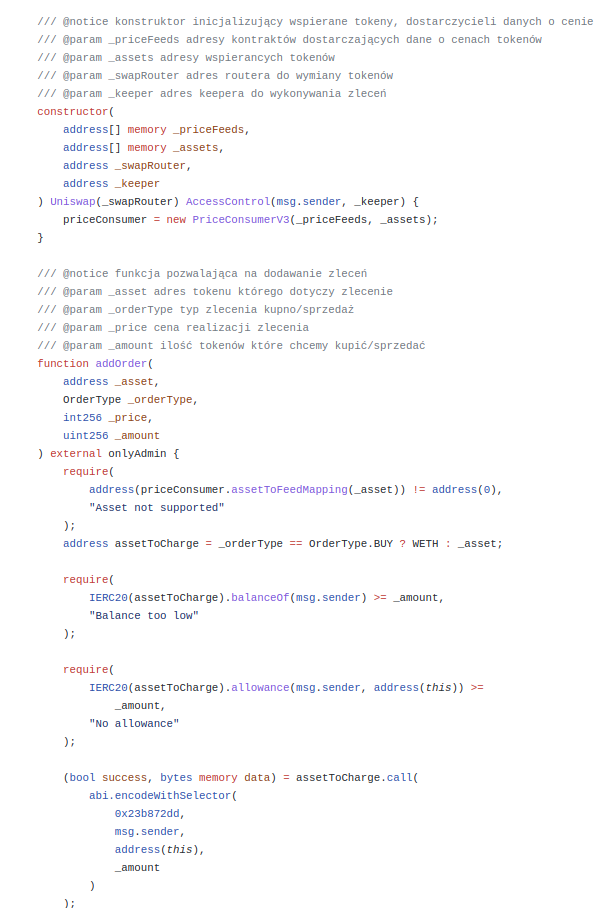 /// @notice konstruktor inicjalizujący wspierane tokeny, dostarczycieli danych o cenie
/// @param _priceFeeds adresy kontraktów dostarczających dane o cenach tokenów
/// @param _assets adresy wspierancych tokenów
/// @param _swapRouter adres routera do wymiany tokenów
/// @param _keeper adres keepera do wykonywania zleceń
constructor(
address[] memory _priceFeeds,
address[] memory _assets,
address _swapRouter,
address _keeper
) Uniswap(_swapRouter) AccessControl(msg.sender, _keeper) {
priceConsumer = new PriceConsumerV3(_priceFeeds, _assets);
}
/// @notice funkcja pozwalająca na dodawanie zleceń
/// @param _asset adres tokenu którego dotyczy zlecenie
/// @param _orderType typ zlecenia kupno/sprzedaż
/// @param _price cena realizacji zlecenia
/// @param _amount ilość tokenów które chcemy kupić/sprzedać
function addOrder(
address _asset,
OrderType _orderType,
int256 _price,
uint256 _amount
) external onlyAdmin {
require(
address(priceConsumer.assetToFeedMapping(_asset)) != address(0),
"Asset not supported"
);
address assetToCharge = _orderType == OrderType.BUY ? WETH : _asset;
require(
IERC20(assetToCharge).balanceOf(msg.sender) >= _amount,
"Balance too low"
);
require(
IERC20(assetToCharge).allowance(msg.sender, address(this)) >=
_amount,
"No allowance"
);
(bool success, bytes memory data) = assetToCharge.call(
abi.encodeWithSelector(
0x23b872dd,
msg.sender,
address(this),
_amount
)
);